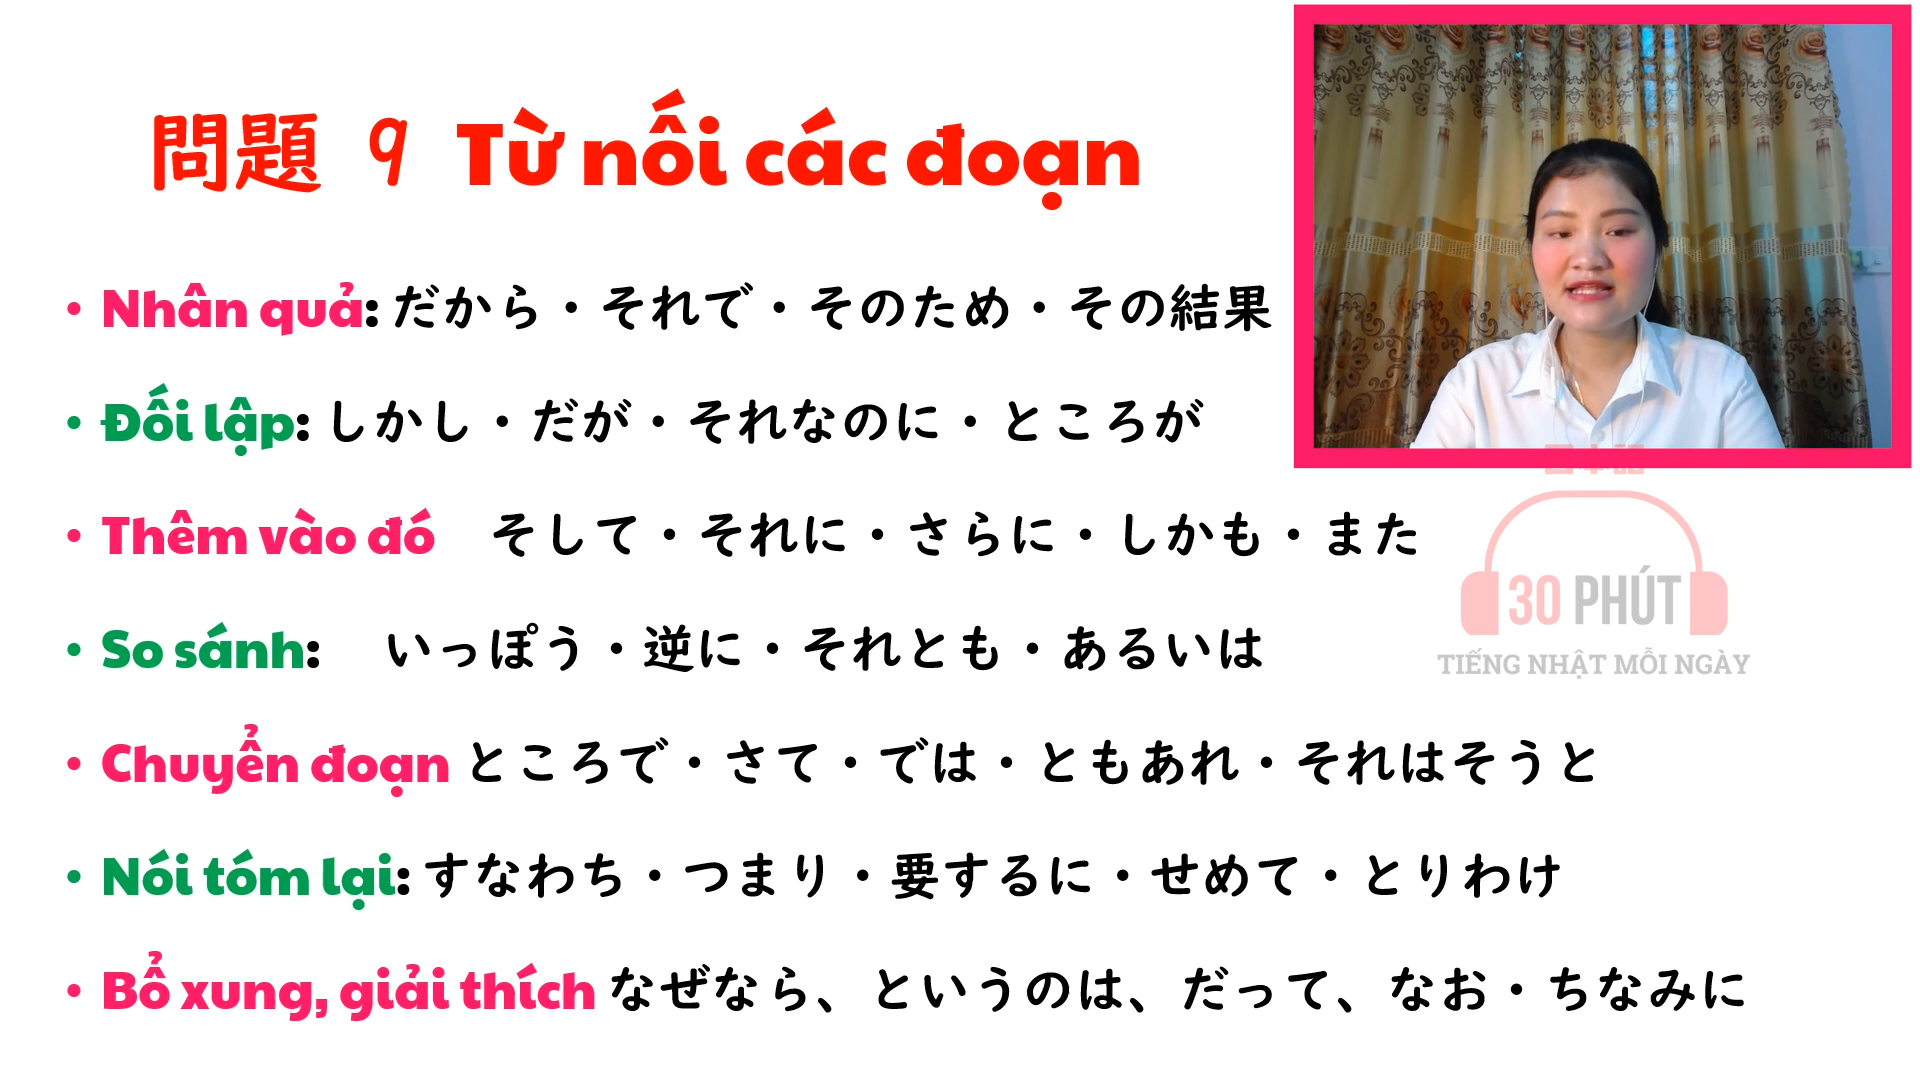 問題 9 Từ nối các đoạn
• Nhân quả: だから・それで・そのため・その結果
• Đối lập: しかし・だが・それなのに・ところが
• Thêm vào đó そして・それに・さらに・しかも・また
• So sánh: いっぽう・逆に・それとも・あるいは
• Chuyển đoạn ところで・さて・では・ともあれ・それはそうと
• Nói tóm lại: すなわち・つまり・要するに・せめて・とりわけ
• Bổ xung, giải thích なぜなら、というのは、だって、なお・ちなみに
30 PHÚT
TIẾNG NHẬT MỖI NGÀY